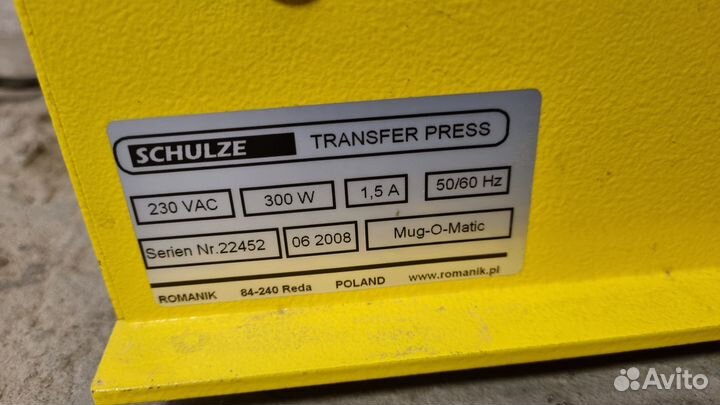 SCHULZE TRANSFER PRESS
230 VAC 300 W 1,5 A 50/60 Hz
Serien Nr.22452 06 2008 Mug-O-Matic
ROMANIK 84-240 Reda POLAND www.romanik.pl
Avito